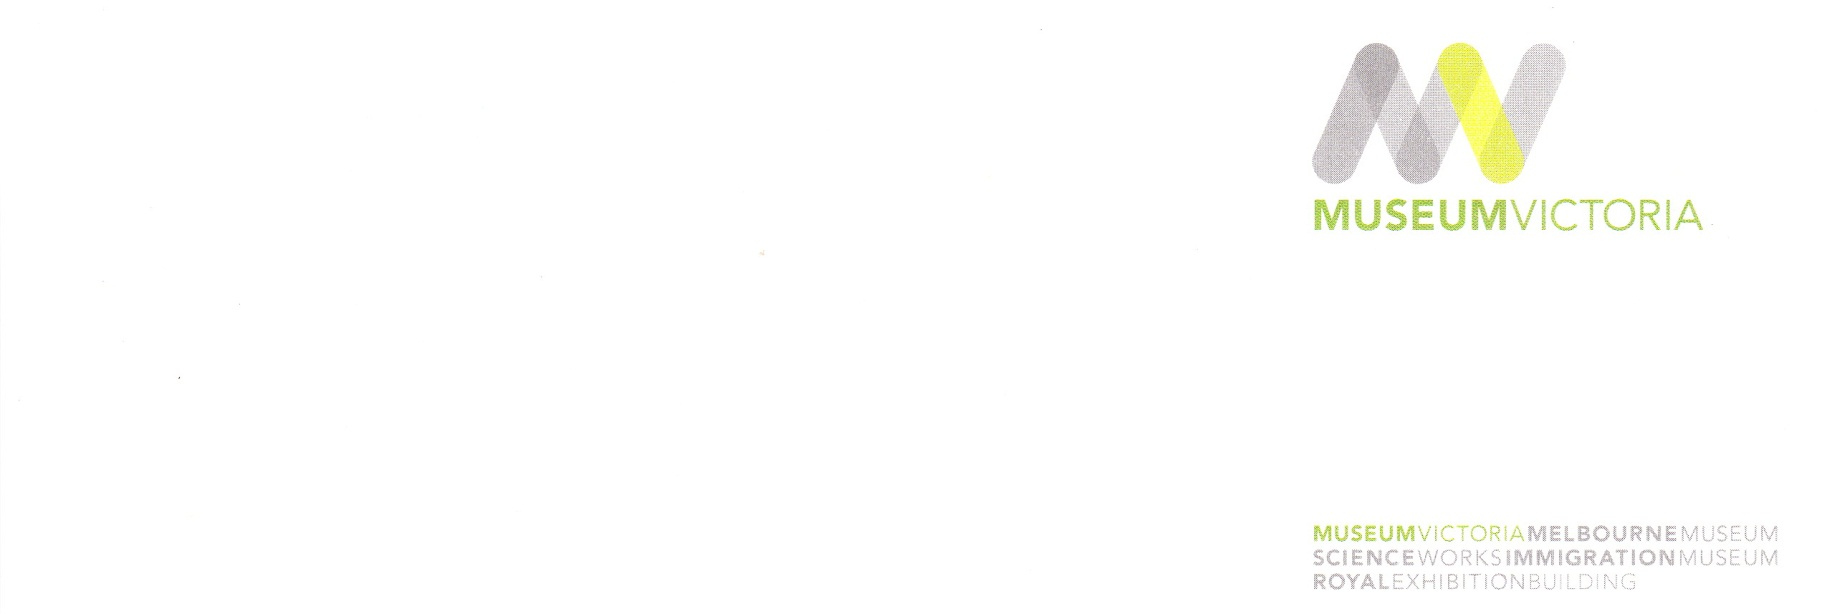 MUSEUMVICTORIA
MUSEUMVICTORIAMELBOURNEMUSEUM
SCIENCEWORKSIMMIGRATIONMUSEUM
ROYALEXHIBITIONBUILDING